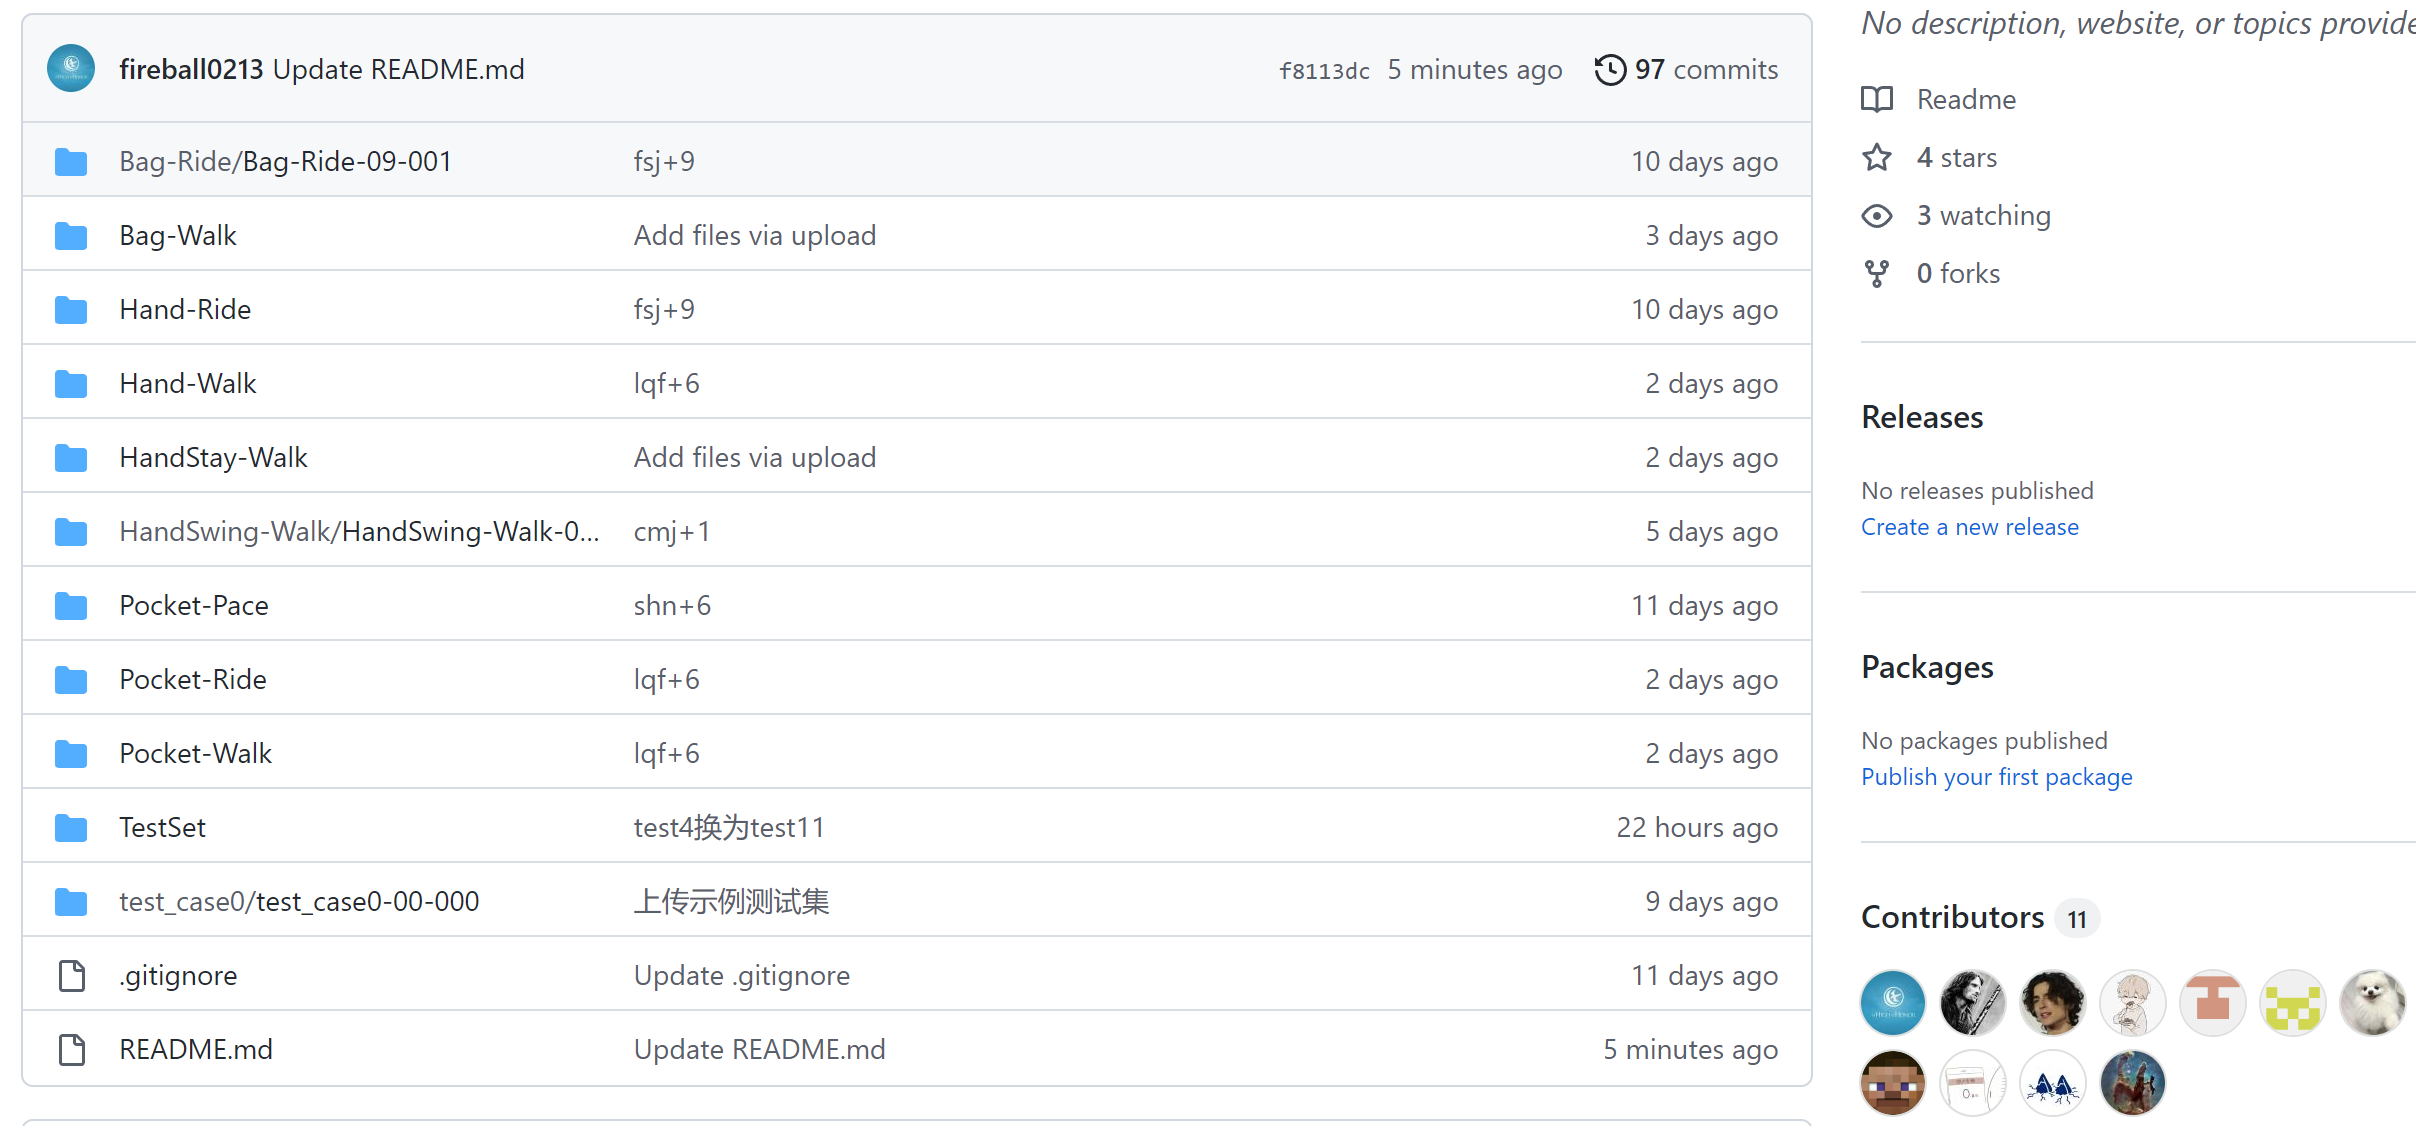 fireball0213 Update README.md f8113dc 5 minutes ago 97 commits
Bag-Ride/Bag-Ride-09-001 fsj+9 10 days ago
Bag-Walk Add files via upload 3 days ago
Hand-Ride fsj+9 10 days ago
Hand-Walk lqf+6 2 days ago
HandStay-Walk Add files via upload 2 days ago
HandSwing-Walk/HandSwing-Walk-0... cmj+1 5 days ago
Pocket-Pace shn+6 11 days ago
Pocket-Ride lqf+6 2 days ago
Pocket-Walk lqf+6 2 days ago
TestSet test4换为test11 22 hours ago
test_case0/test_case0-00-000 上传示例测试集 9 days ago
.gitignore Update .gitignore 11 days ago
README.md Update README.md 5 minutes ago
No description, website, or topics provide
Readme
4 stars
3 watching
0 forks
Releases
No releases published
Create a new release
Packages
No packages published
Publish your first package
Contributors 11